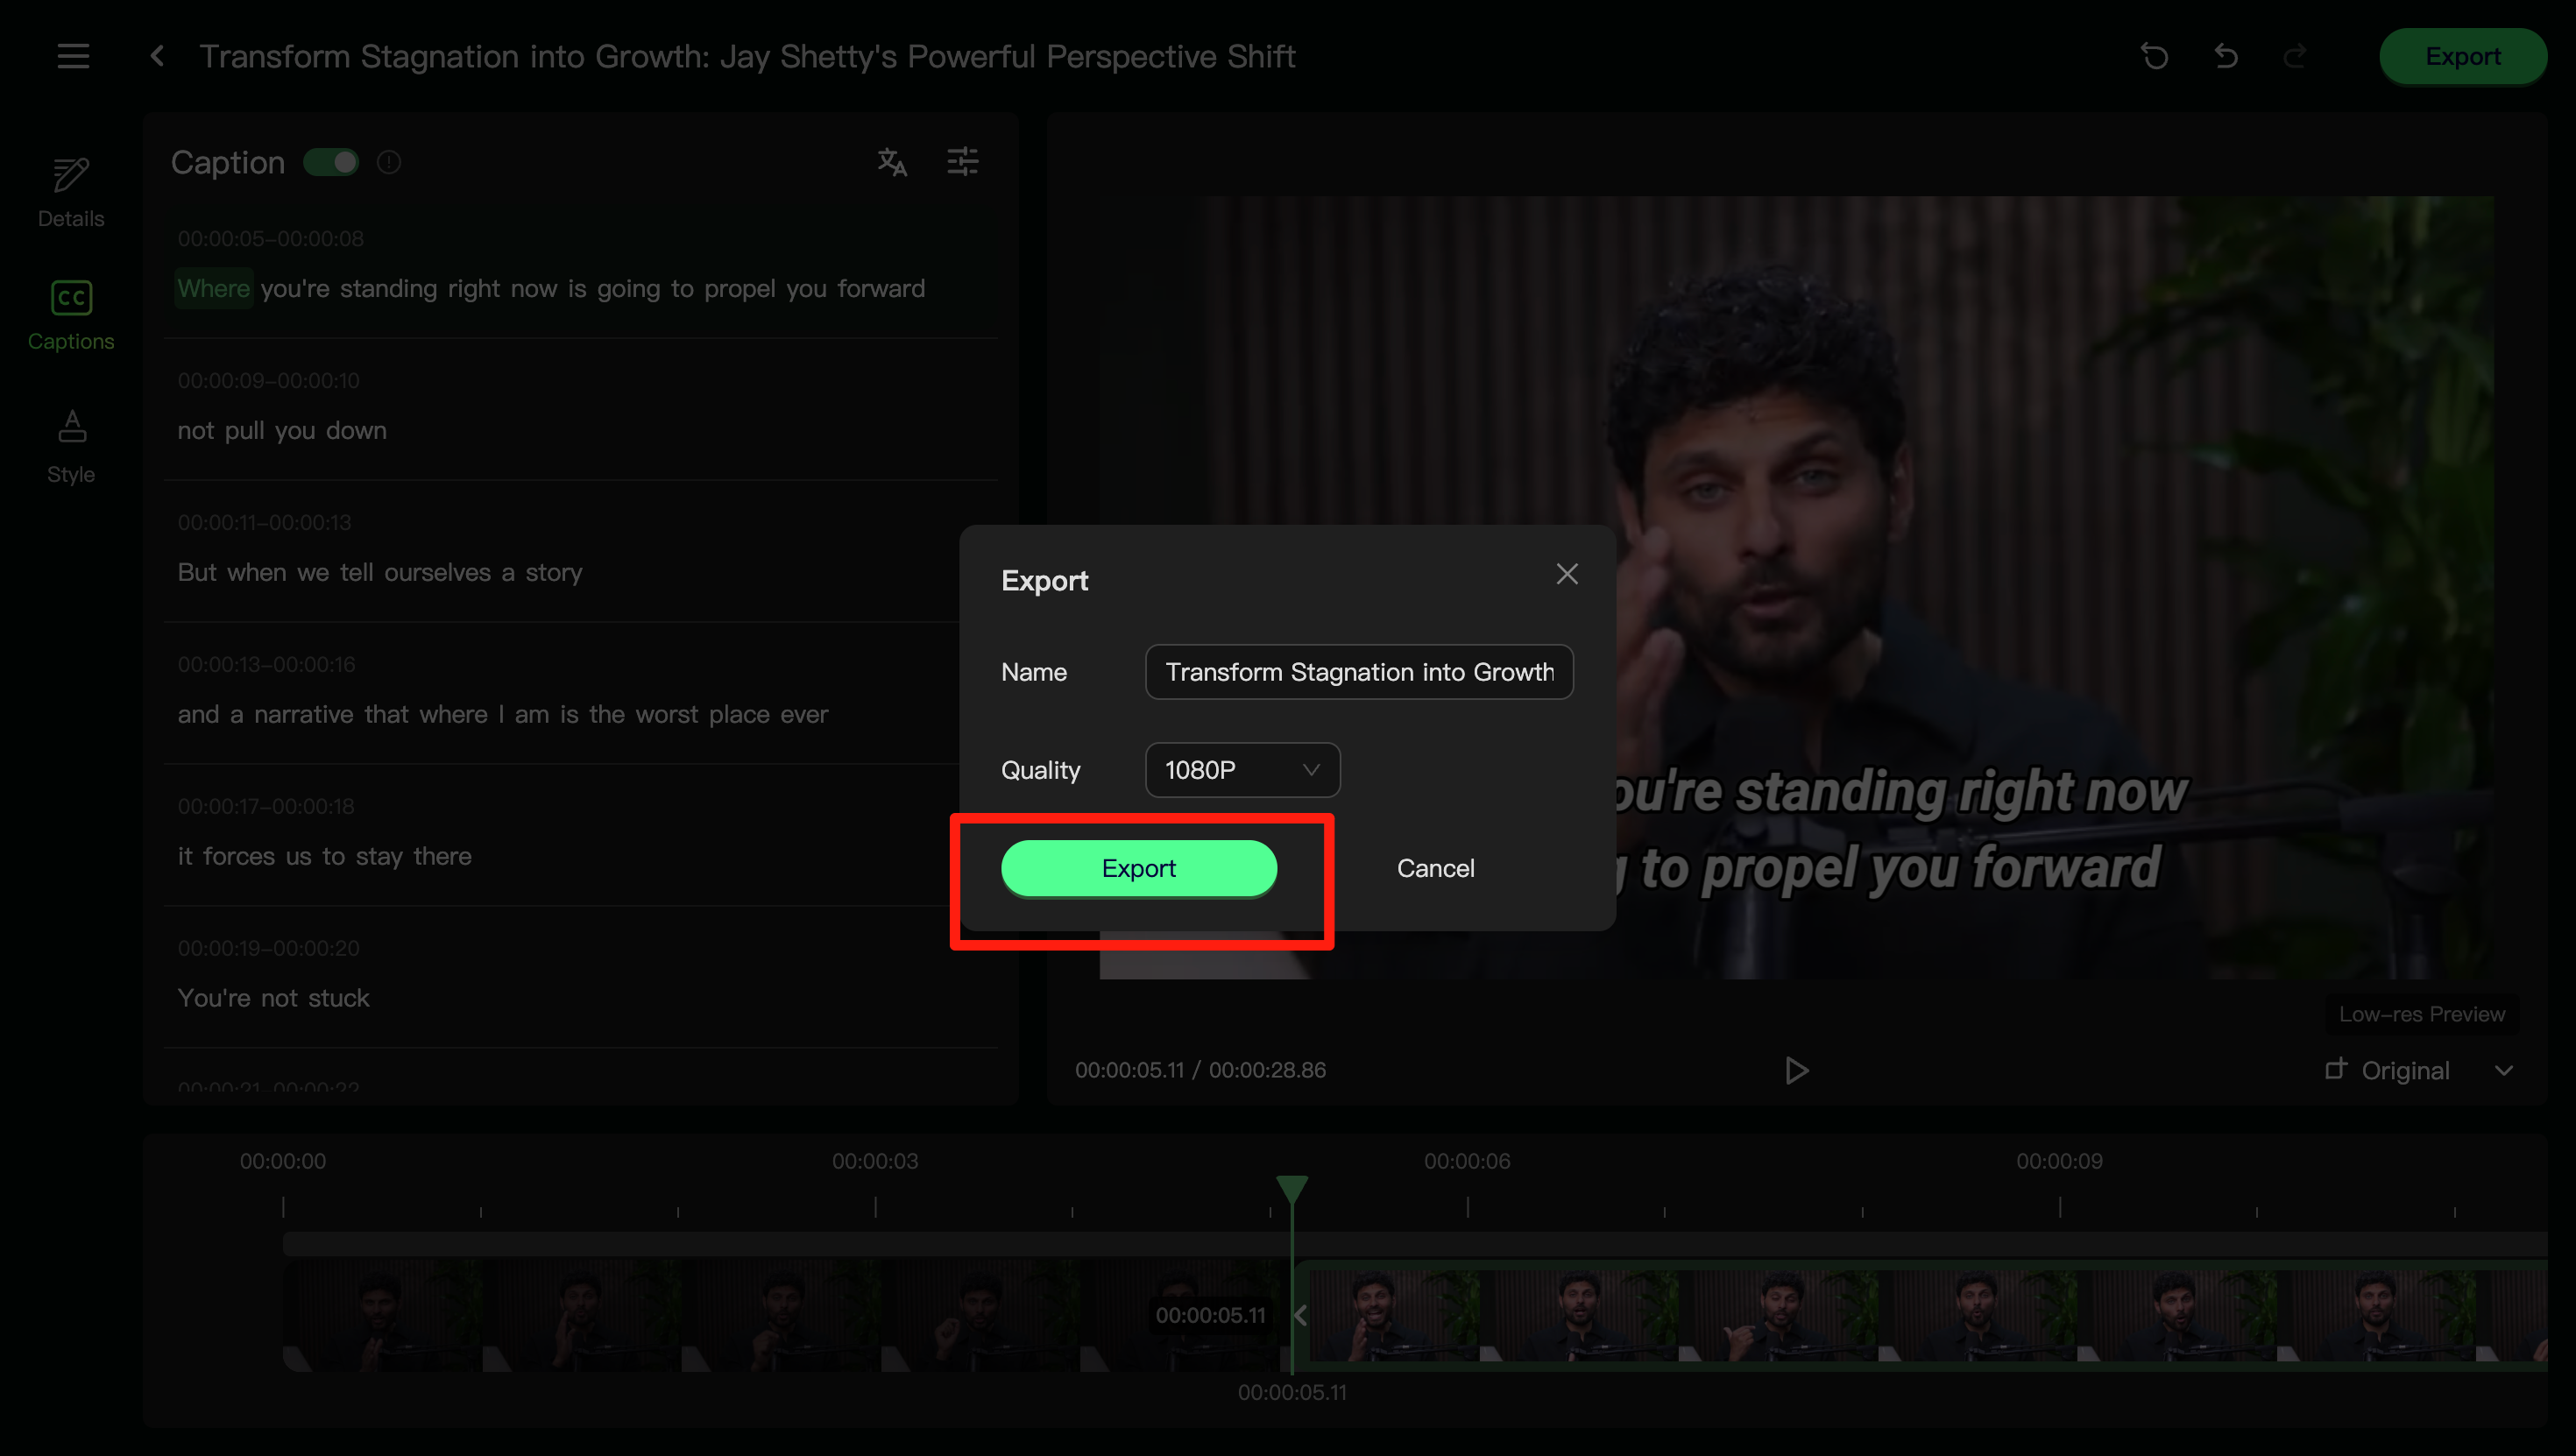 Transform Stagnation into Growth: Jay Shetty's Powerful Perspective Shift
Export
Details
Captions
Style
Caption
00:00:05–00:00:08
Where you're standing right now is going to propel you forward
00:00:09–00:00:10
not pull you down
00:00:11–00:00:13
But when we tell ourselves a story
00:00:13–00:00:16
and a narrative that where I am is the worst place ever
00:00:17–00:00:18
it forces us to stay there
00:00:19–00:00:20
You're not stuck
00:00:21–00:00:22
Export
Name
Transform Stagnation into Growth
Quality
1080P
Export
Cancel
ou're standing right now
g to propel you forward
Low-res Preview
00:00:05.11 / 00:00:28.86
Original
00:00:00
00:00:03
00:00:06
00:00:09
00:00:05.11
00:00:05.11